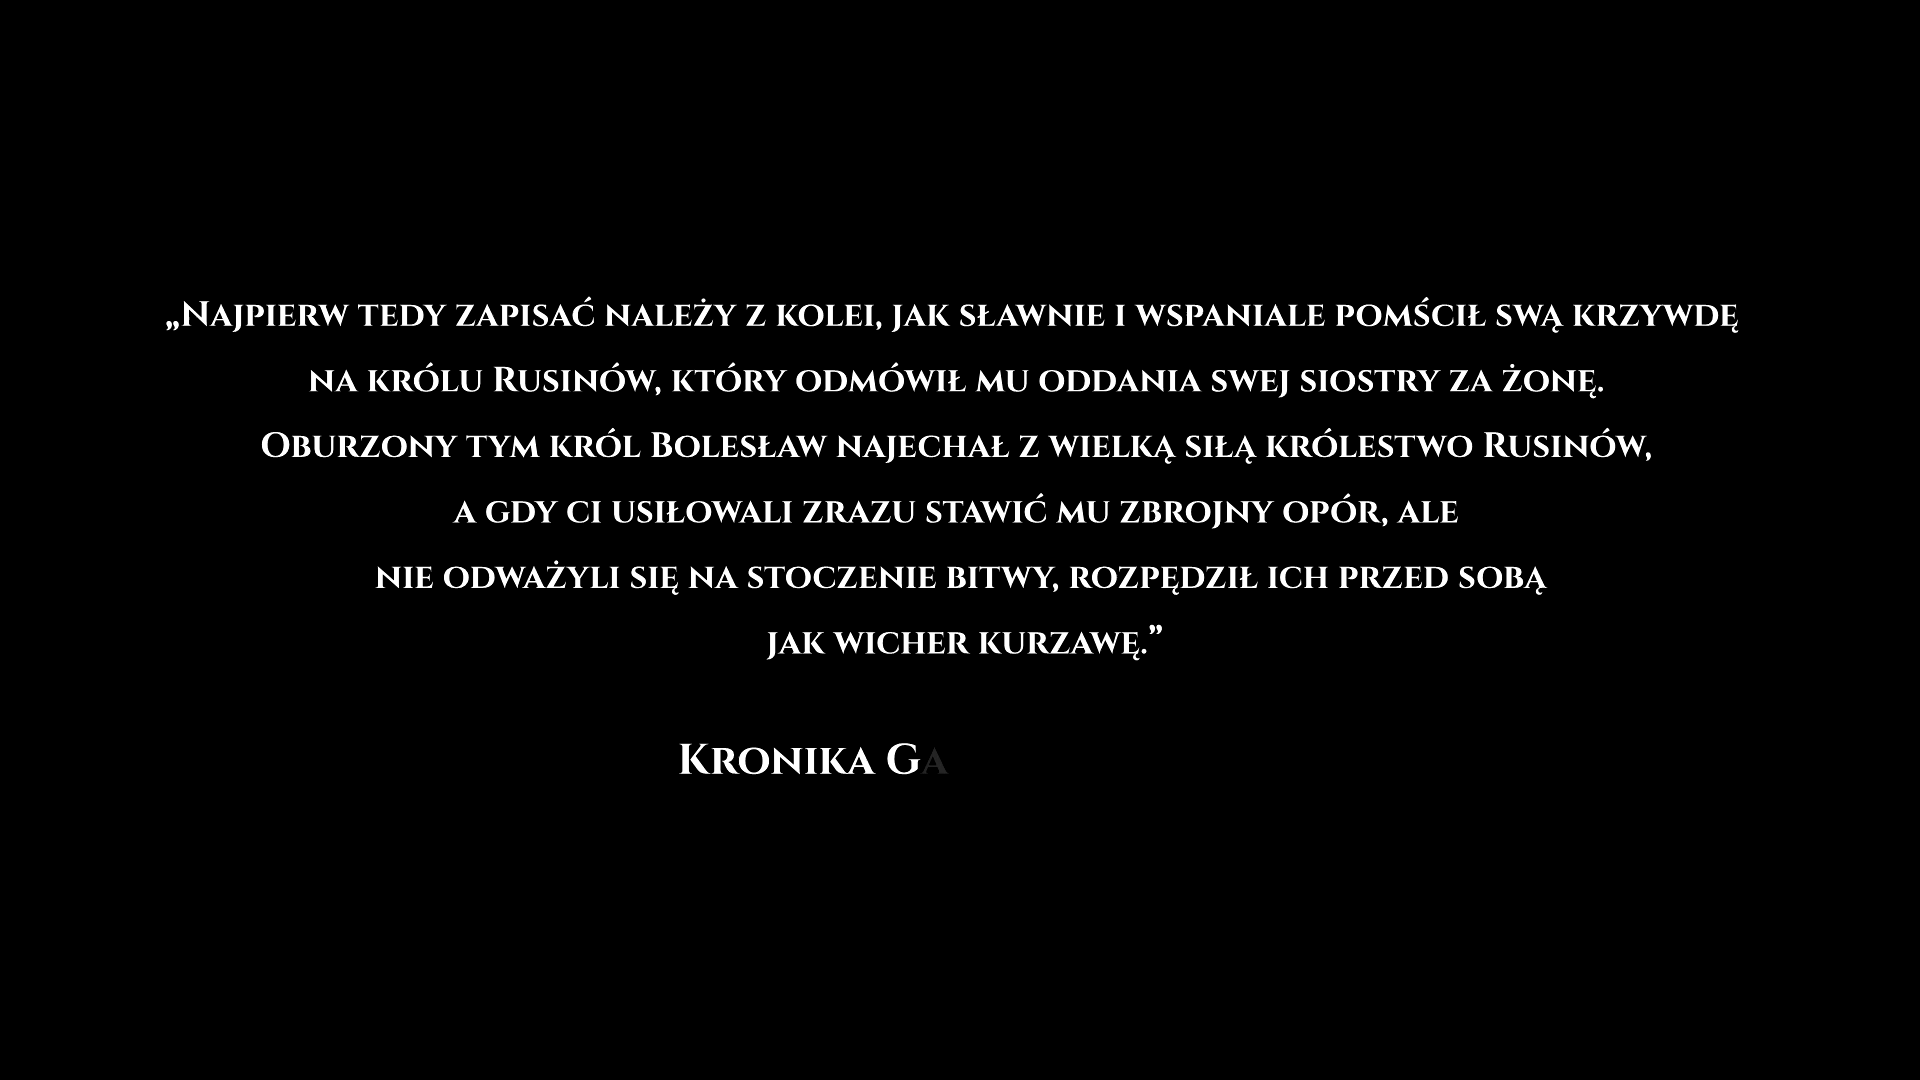 „Najpierw tedy zapisać należy z kolei, jak sławnie i wspaniale pomścił swą krzywdę
na królu Rusinów, który odmówił mu oddania swej siostry za żonę.
Oburzony tym król Bolesław najechał z wielką siłą królestwo Rusinów,
a gdy ci usiłowali zrazu stawić mu zbrojny opór, ale
nie odważyli się na stoczenie bitwy, rozpędził ich przed sobą
jak wicher kurzawę.”
Kronika Ga